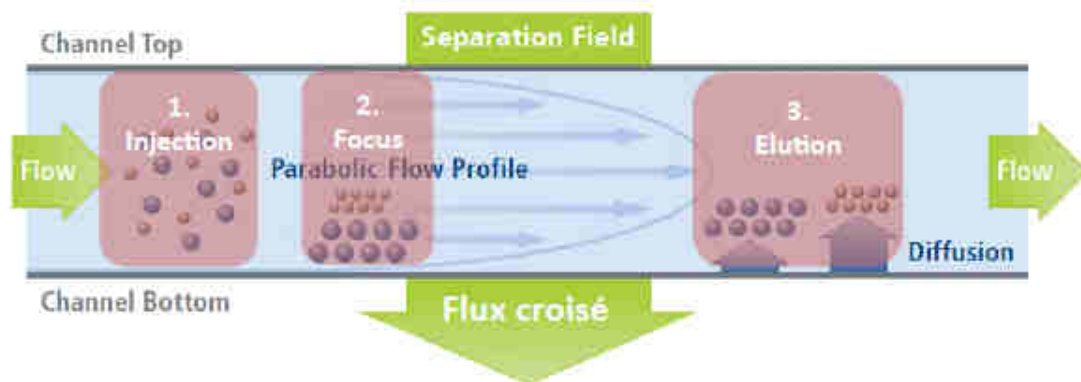 Channel Top
Separation Field
1.
Injection
2.
Focus
3.
Elution
Flow
Parabolic Flow Profile
Flow
Diffusion
Channel Bottom
Flux croisé